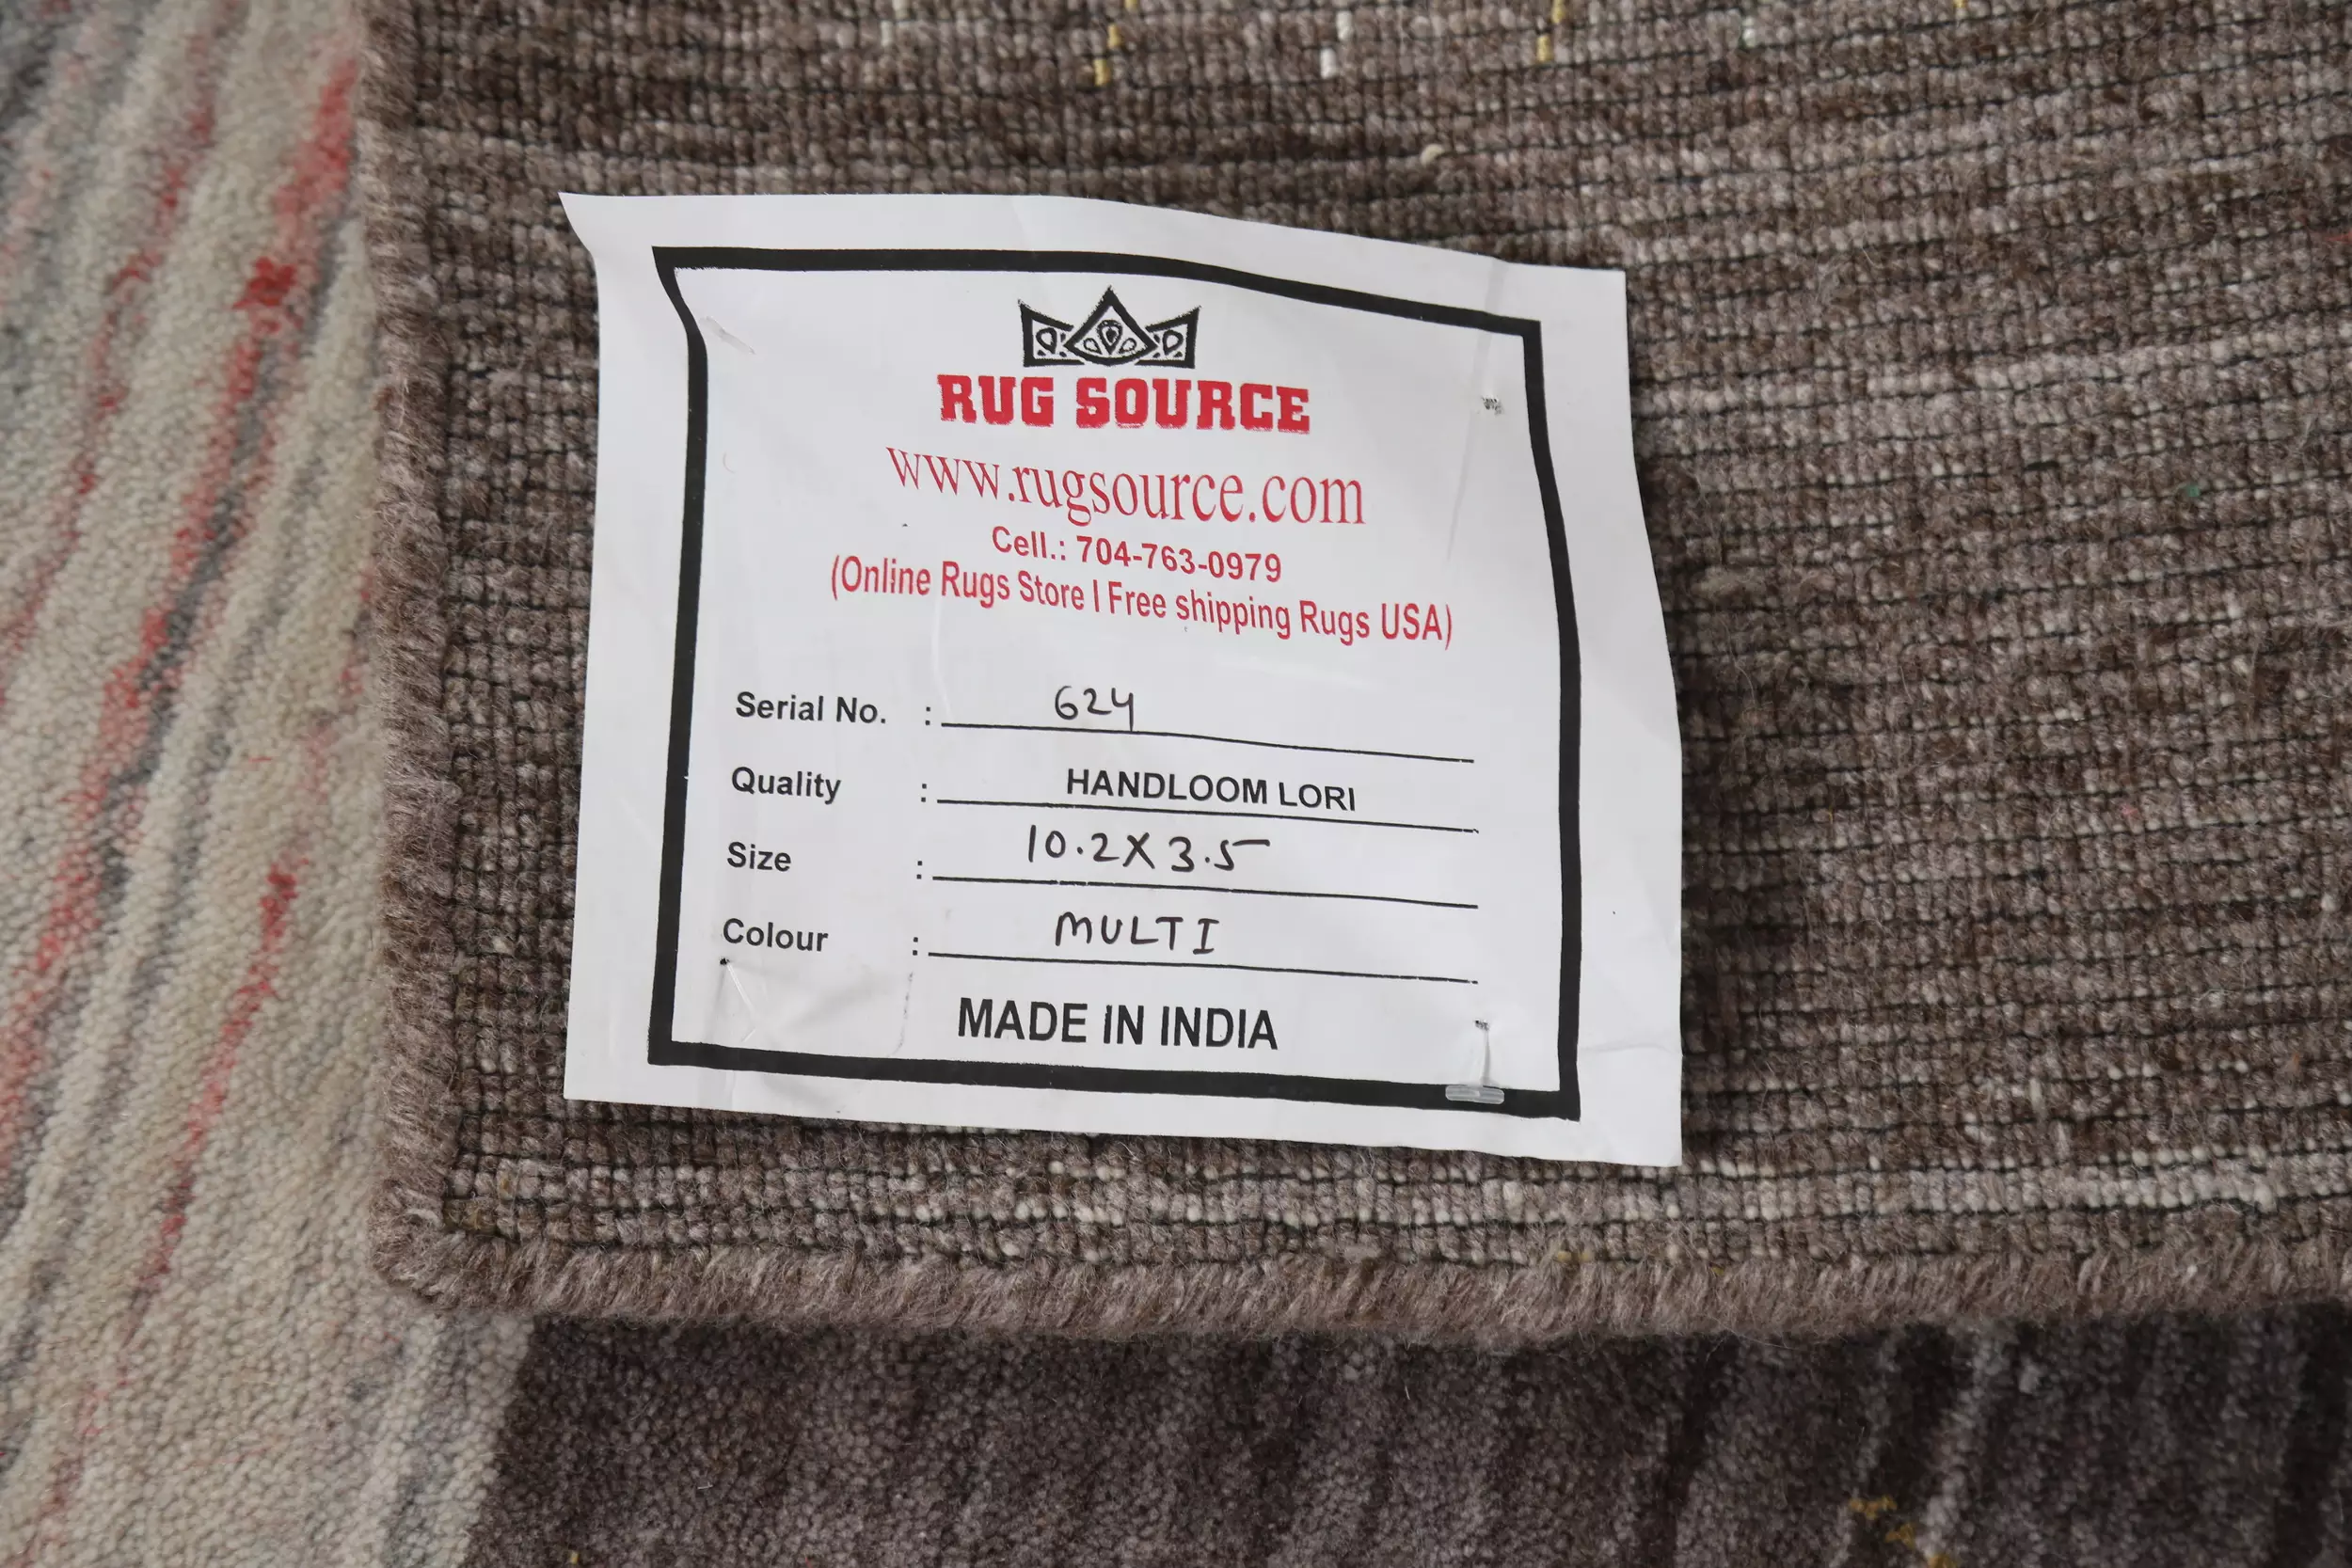 RUG SOURCE
www.rugsource.com
Cell.: 704-763-0979
(Online Rugs Store I Free shipping Rugs USA)
Serial No. : 624
Quality : HANDLOOM LORI
Size : 10.2X3.5
Colour : MULTI
MADE IN INDIA